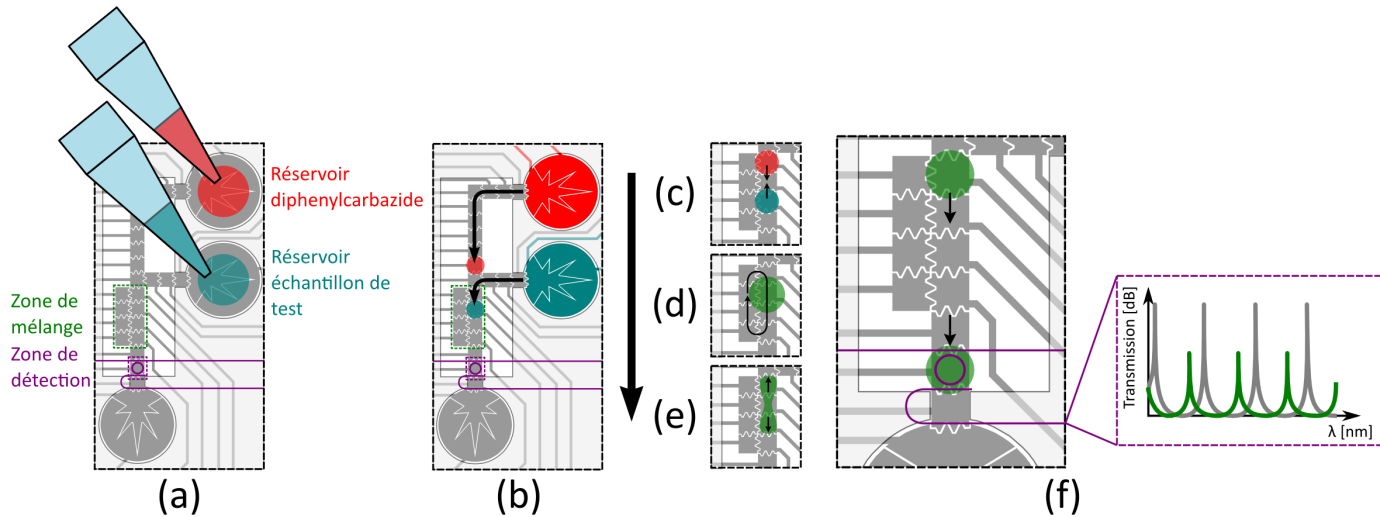 Réservoir
diphenylcarbazide
Réservoir
échantillon de
test
Zone de
mélange
Zone de
détection
(a)
(b)
(c)
(d)
(e)
(f)
Transmission [dB]
λ [nm]